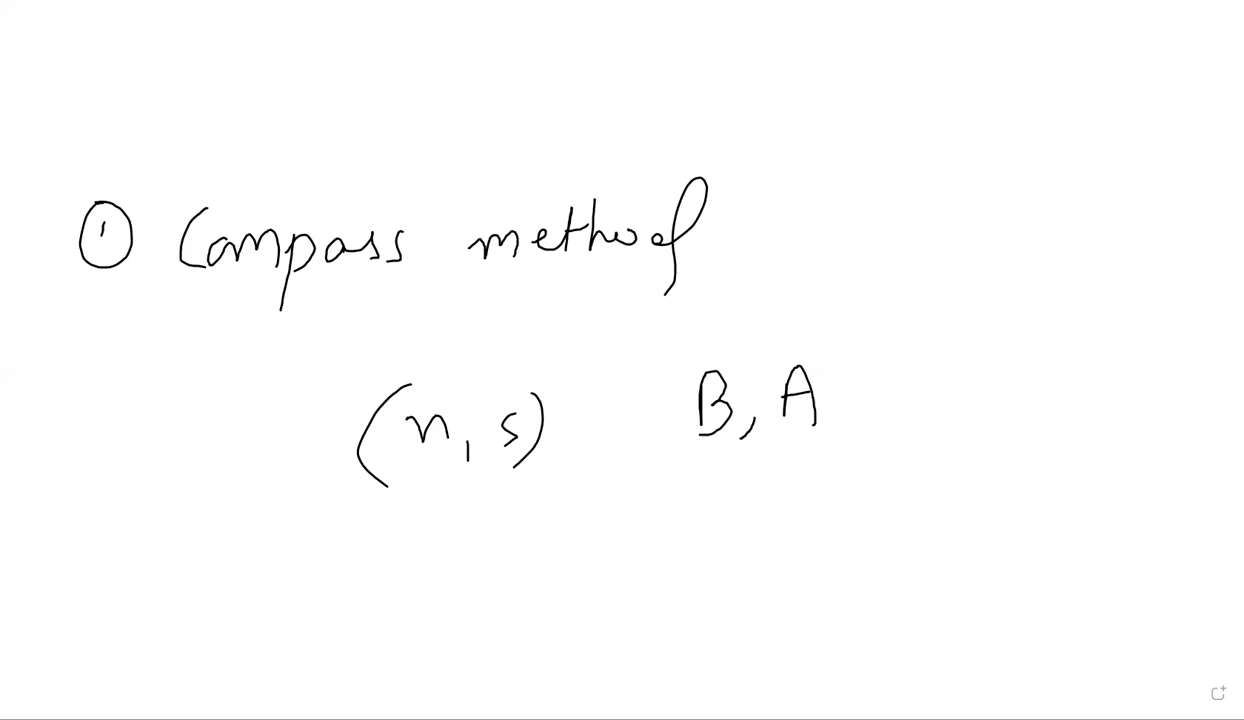 ① Compass method
(n, s) B, A